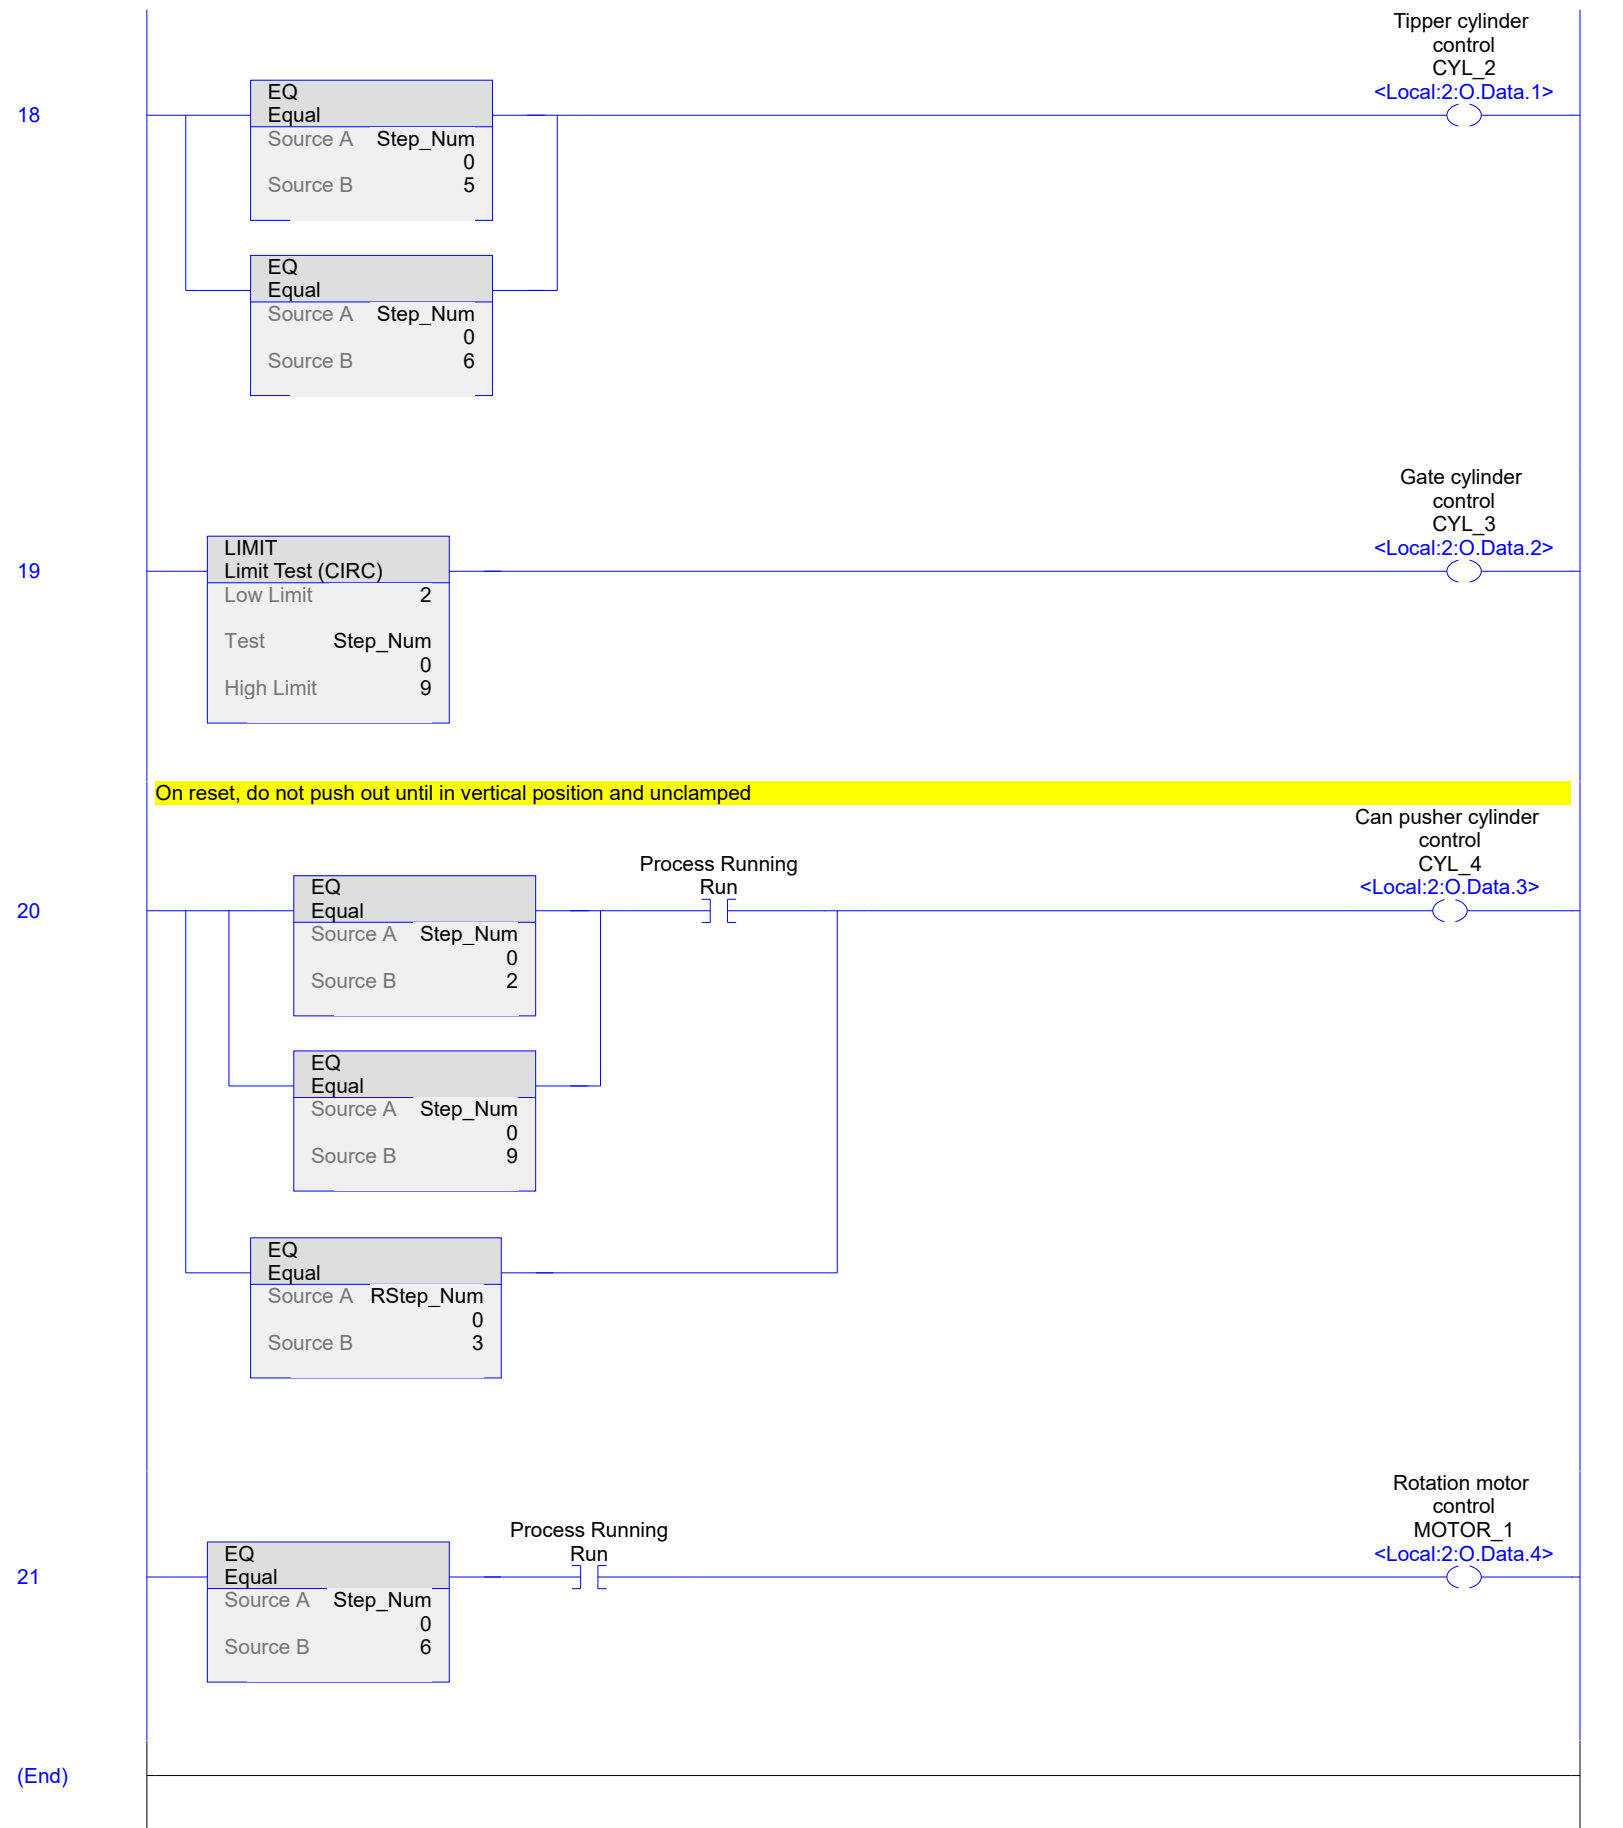 Tipper cylinder
control
CYL_2
<Local:2:O.Data.1>
18
EQ
Equal
Source A Step_Num
0
Source B 5
EQ
Equal
Source A Step_Num
0
Source B 6
Gate cylinder
control
CYL_3
<Local:2:O.Data.2>
19
LIMIT
Limit Test (CIRC)
Low Limit 2
Test Step_Num
0
High Limit 9
On reset, do not push out until in vertical position and unclamped
Can pusher cylinder
control
CYL_4
<Local:2:O.Data.3>
Process Running
Run
20
EQ
Equal
Source A Step_Num
0
Source B 2
EQ
Equal
Source A Step_Num
0
Source B 9
EQ
Equal
Source A RStep_Num
0
Source B 3
Rotation motor
control
MOTOR_1
<Local:2:O.Data.4>
Process Running
Run
21
EQ
Equal
Source A Step_Num
0
Source B 6
(End)